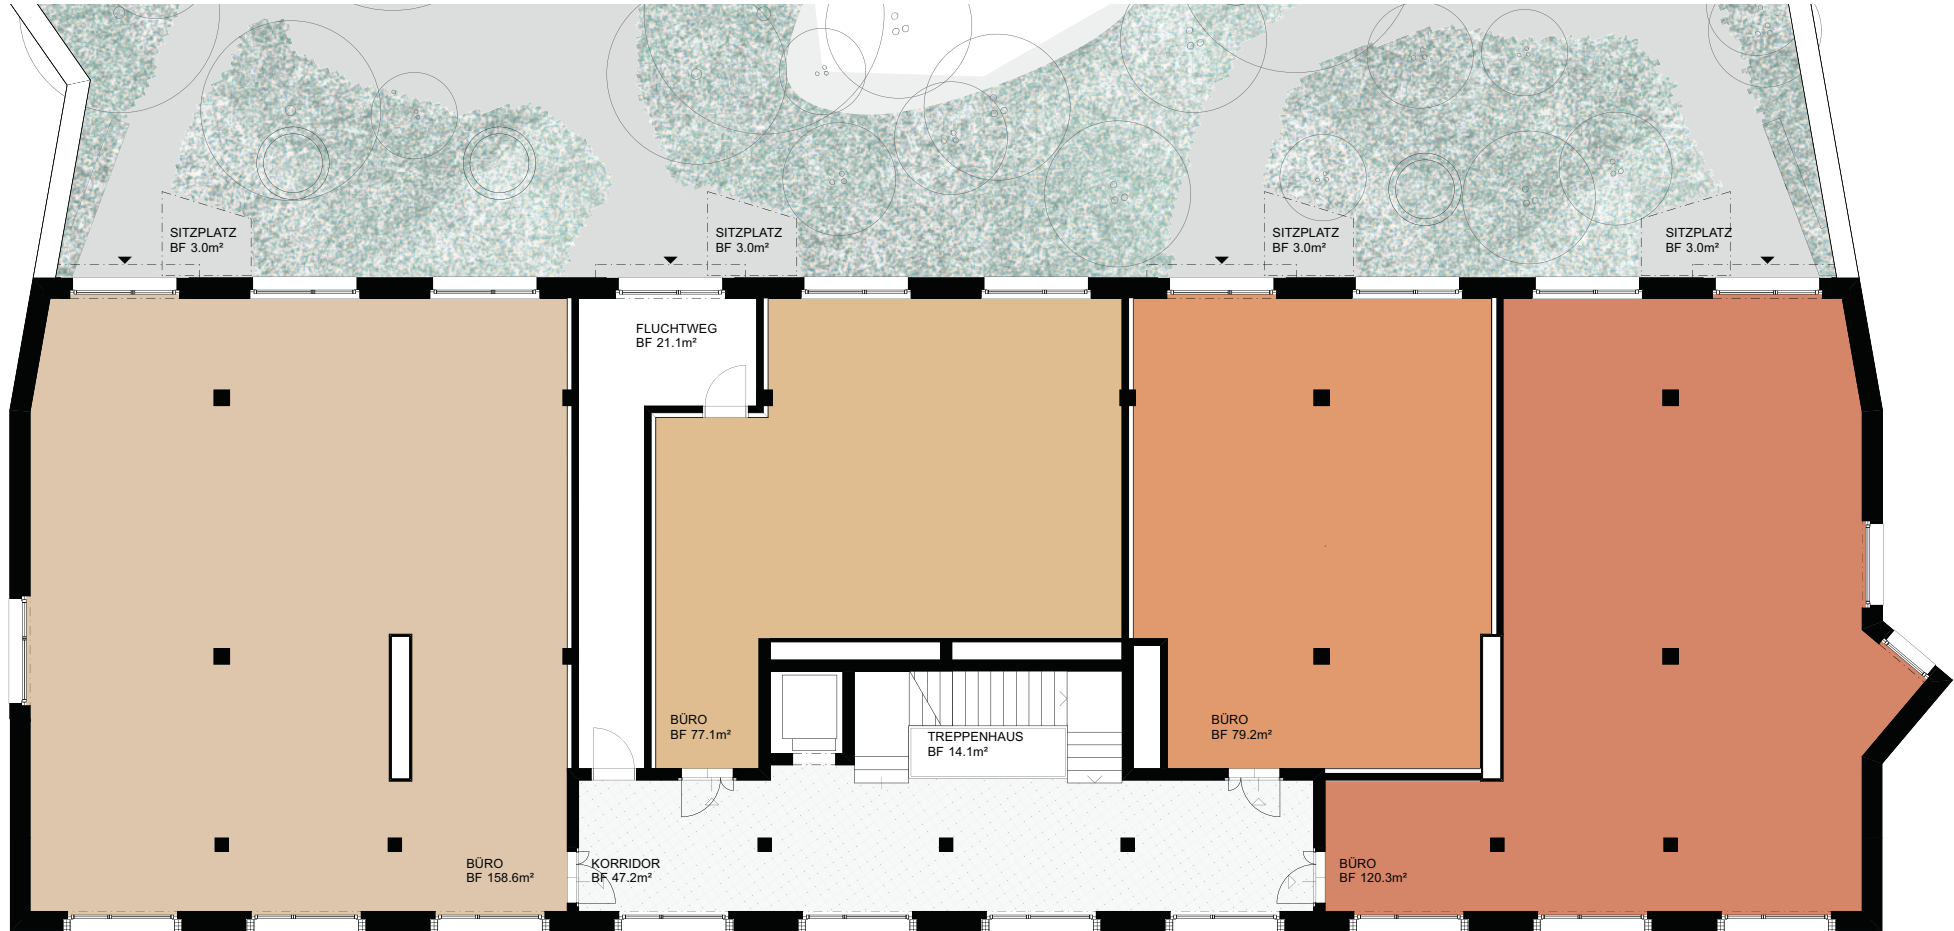 SITZPLATZ
BF 3.0m²
SITZPLATZ
BF 3.0m²
SITZPLATZ
BF 3.0m²
SITZPLATZ
BF 3.0m²
FLUCHTWEG
BF 21.1m²
BÜRO
BF 77.1m²
TREPPENHAUS
BF 14.1m²
BÜRO
BF 79.2m²
BÜRO
BF 158.6m²
KORRIDOR
BF 47.2m²
BÜRO
BF 120.3m²